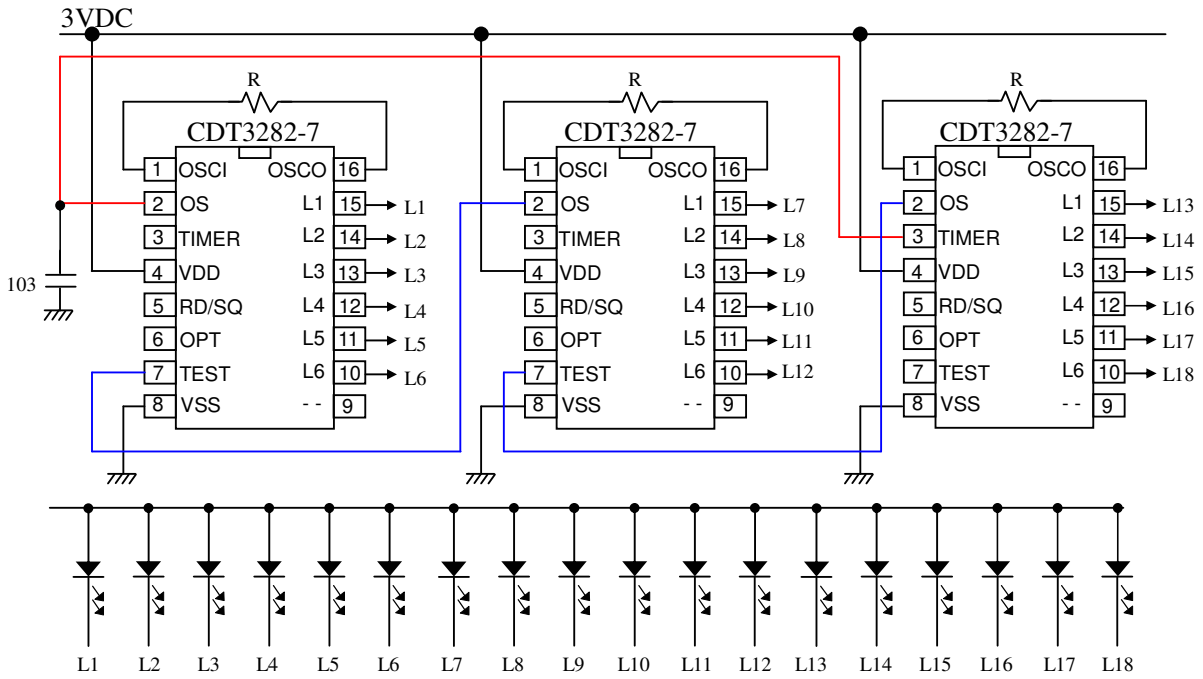 3VDC
R R R
CDT3282-7 CDT3282-7 CDT3282-7
1 OSCI OSCO 16 1 OSCI OSCO 16 1 OSCI OSCO 16
2 OS L1 15 L1 2 OS L1 15 L7 2 OS L1 15 L13
3 TIMER L2 14 L2 3 TIMER L2 14 L8 3 TIMER L2 14 L14
4 VDD L3 13 L3 4 VDD L3 13 L9 4 VDD L3 13 L15
103
5 RD/SQ L4 12 L4 5 RD/SQ L4 12 L10 5 RD/SQ L4 12 L16
6 OPT L5 11 L5 6 OPT L5 11 L11 6 OPT L5 11 L17
7 TEST L6 10 L6 7 TEST L6 10 L12 7 TEST L6 10 L18
8 VSS - - 9 8 VSS - - 9 8 VSS - - 9
L1 L2 L3 L4 L5 L6 L7 L8 L9 L10 L11 L12 L13 L14 L15 L16 L17 L18